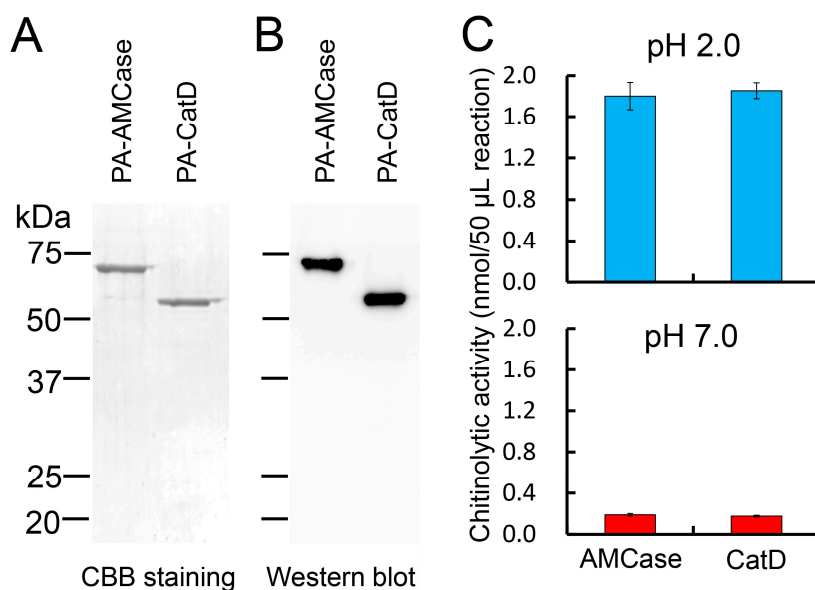 A
PA-AMCase
PA-CatD
kDa
75
50
37
25
20
CBB staining
B
PA-AMCase
PA-CatD
Western blot
C
Chitinolytic activity (nmol/50 μL reaction)
pH 2.0
2.0
1.6
1.2
0.8
0.4
0.0
pH 7.0
2.0
1.6
1.2
0.8
0.4
0.0
AMCase
CatD